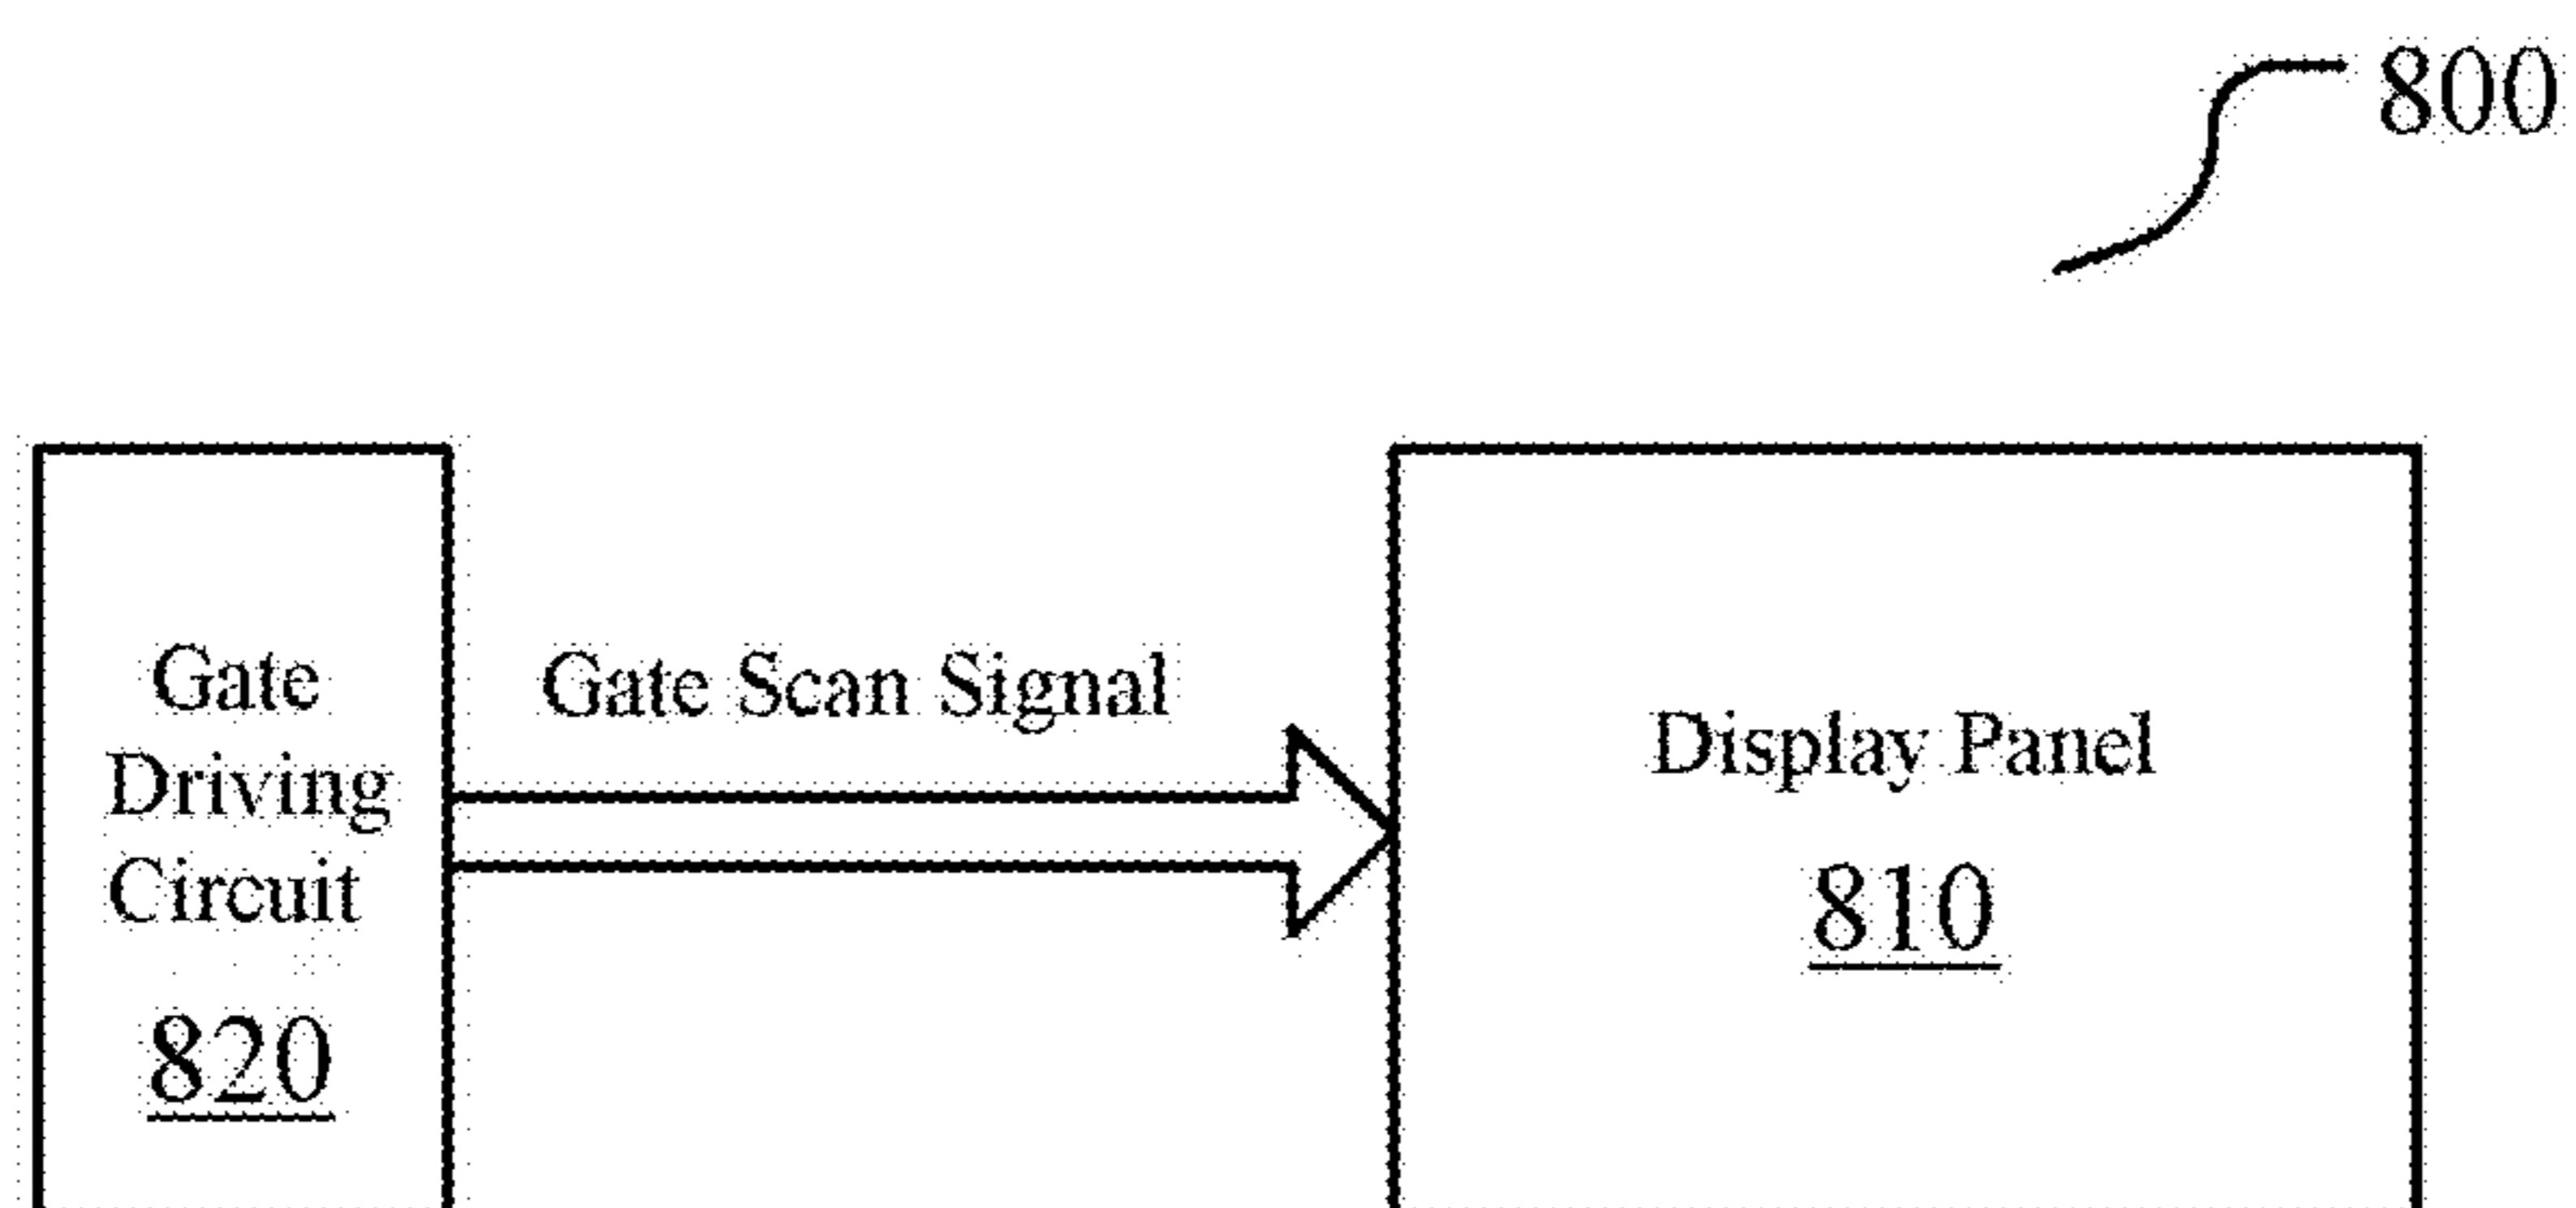 800
Gate
Driving
Circuit
820
Gate Scan Signal
Display Panel
810